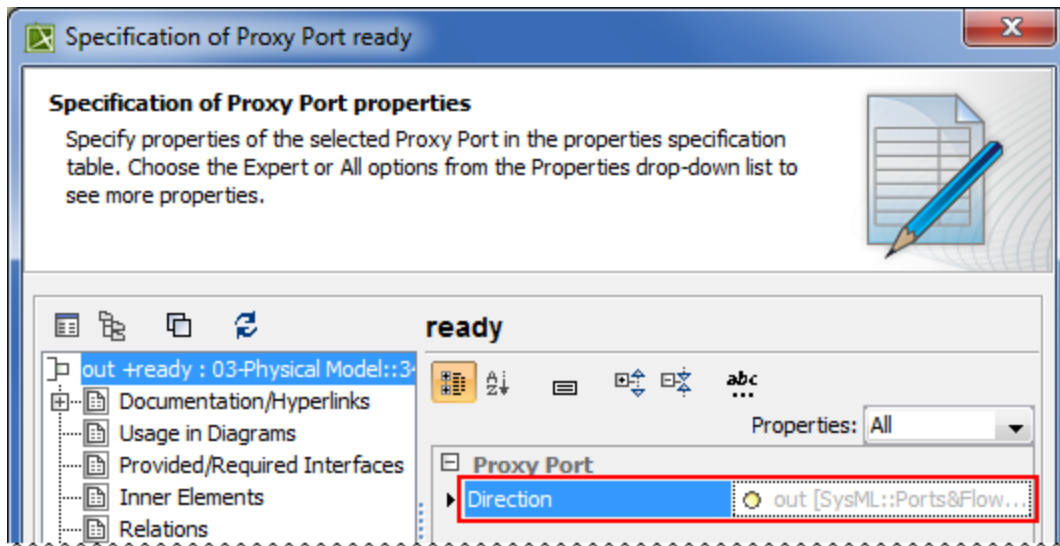 Specification of Proxy Port ready
Specification of Proxy Port properties
Specify properties of the selected Proxy Port in the properties specification
table. Choose the Expert or All options from the Properties drop-down list to
see more properties.
ready
out +ready : 03-Physical Model::3
Documentation/Hyperlinks
Usage in Diagrams
Provided/Required Interfaces
Inner Elements
Relations
A
Z
abc
...
Properties: All
Proxy Port
Direction out [SysML::Ports&Flow...